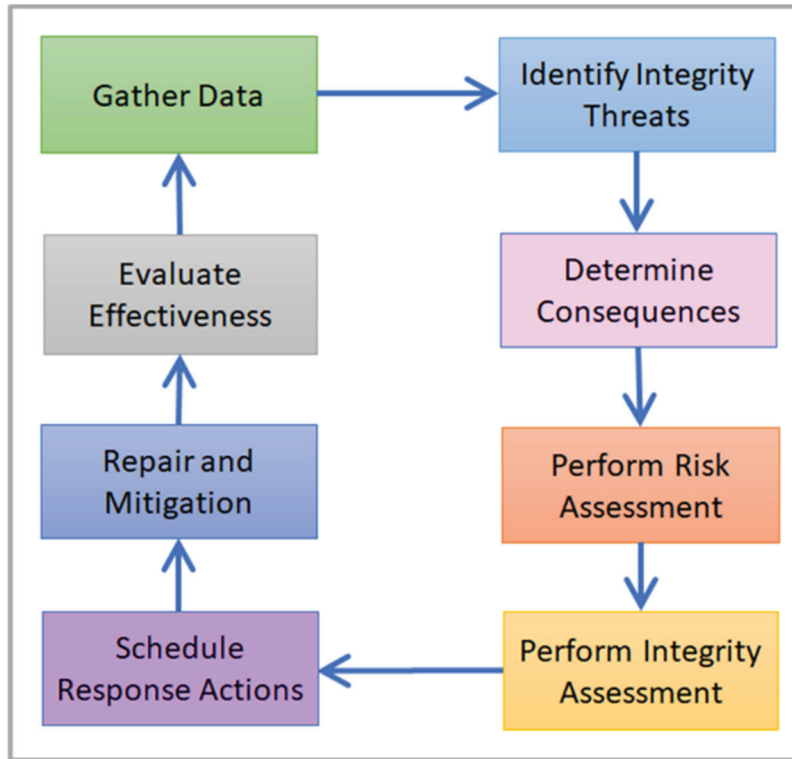 Gather Data
Identify Integrity
Threats
Determine
Consequences
Perform Risk
Assessment
Perform Integrity
Assessment
Schedule
Response Actions
Repair and
Mitigation
Evaluate
Effectiveness